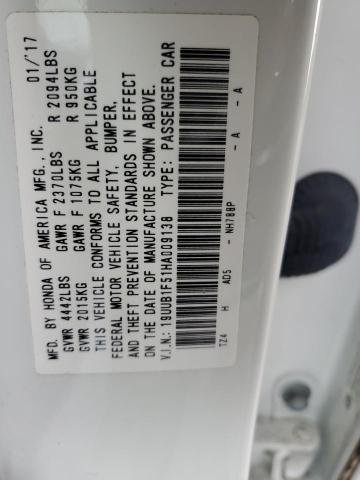 MFD. BY HONDA OF AMERICA MFG., INC. 01/'17
GVWR 4442LBS GAWR F 2370LBS R 2094LBS
GVWR 2015KG GAWR F 1075KG R 950KG
THIS VEHICLE CONFORMS TO ALL APPLICABLE
FEDERAL MOTOR VEHICLE SAFETY, BUMPER,
AND THEFT PREVENTION STANDARDS IN EFFECT
ON THE DATE OF MANUFACTURE SHOWN ABOVE.
V.I.N.: 19UUB1F51HA009138 TYPE: PASSENGER CAR
TZ4 H AD5 - NH788P - A - A